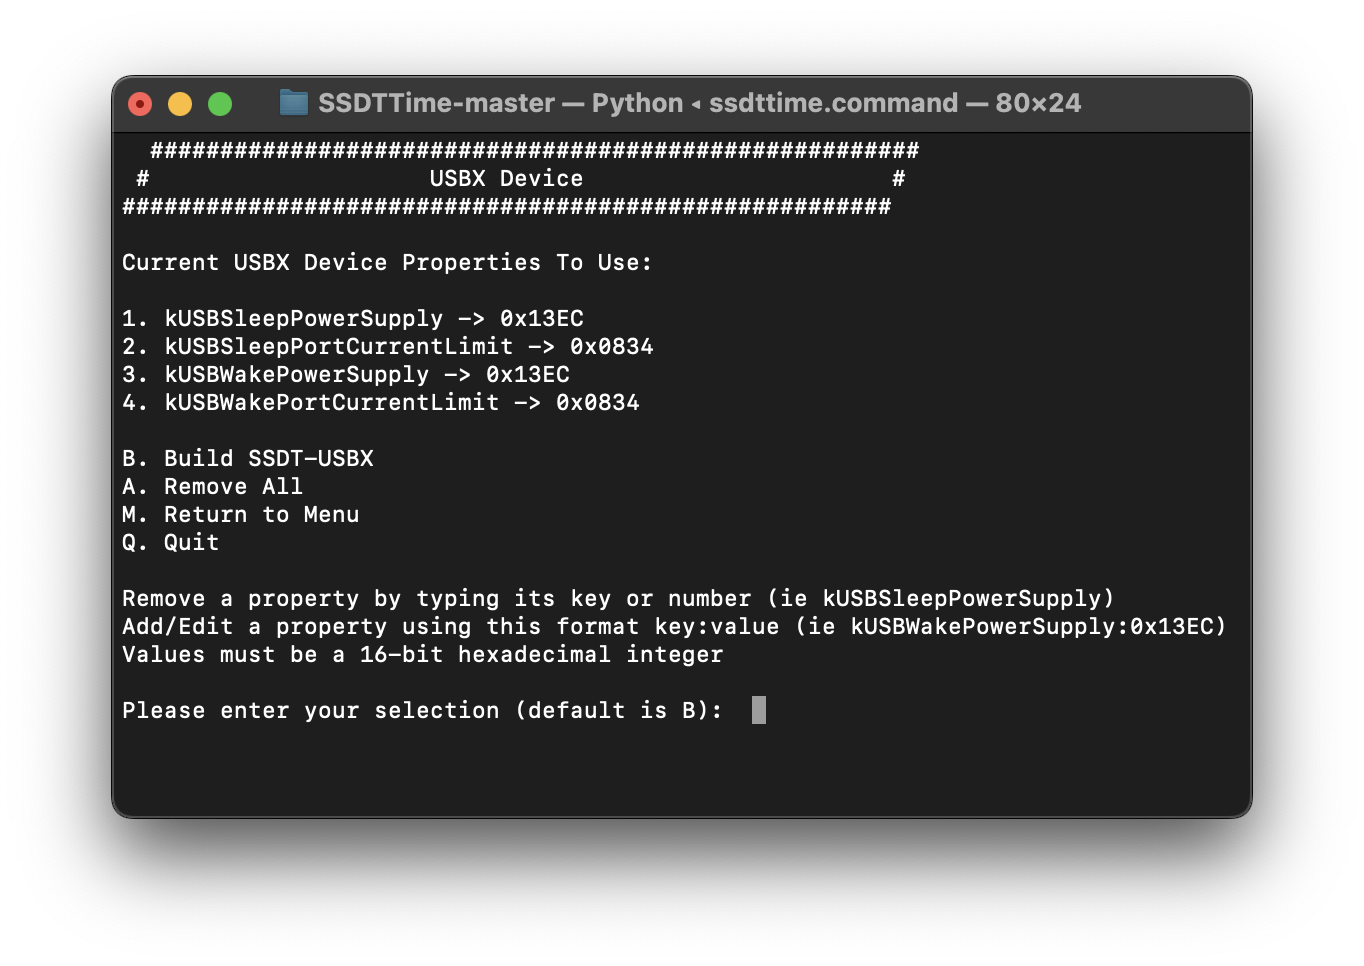 SSDTTime-master — Python ◂ ssdttime.command — 80×24
#######################################################
# USBX Device #
#######################################################
Current USBX Device Properties To Use:
1. kUSBSleepPowerSupply -> 0x13EC
2. kUSBSleepPortCurrentLimit -> 0x0834
3. kUSBWakePowerSupply -> 0x13EC
4. kUSBWakePortCurrentLimit -> 0x0834
B. Build SSDT-USBX
A. Remove All
M. Return to Menu
Q. Quit
Remove a property by typing its key or number (ie kUSBSleepPowerSupply)
Add/Edit a property using this format key:value (ie kUSBWakePowerSupply:0x13EC)
Values must be a 16-bit hexadecimal integer
Please enter your selection (default is B):